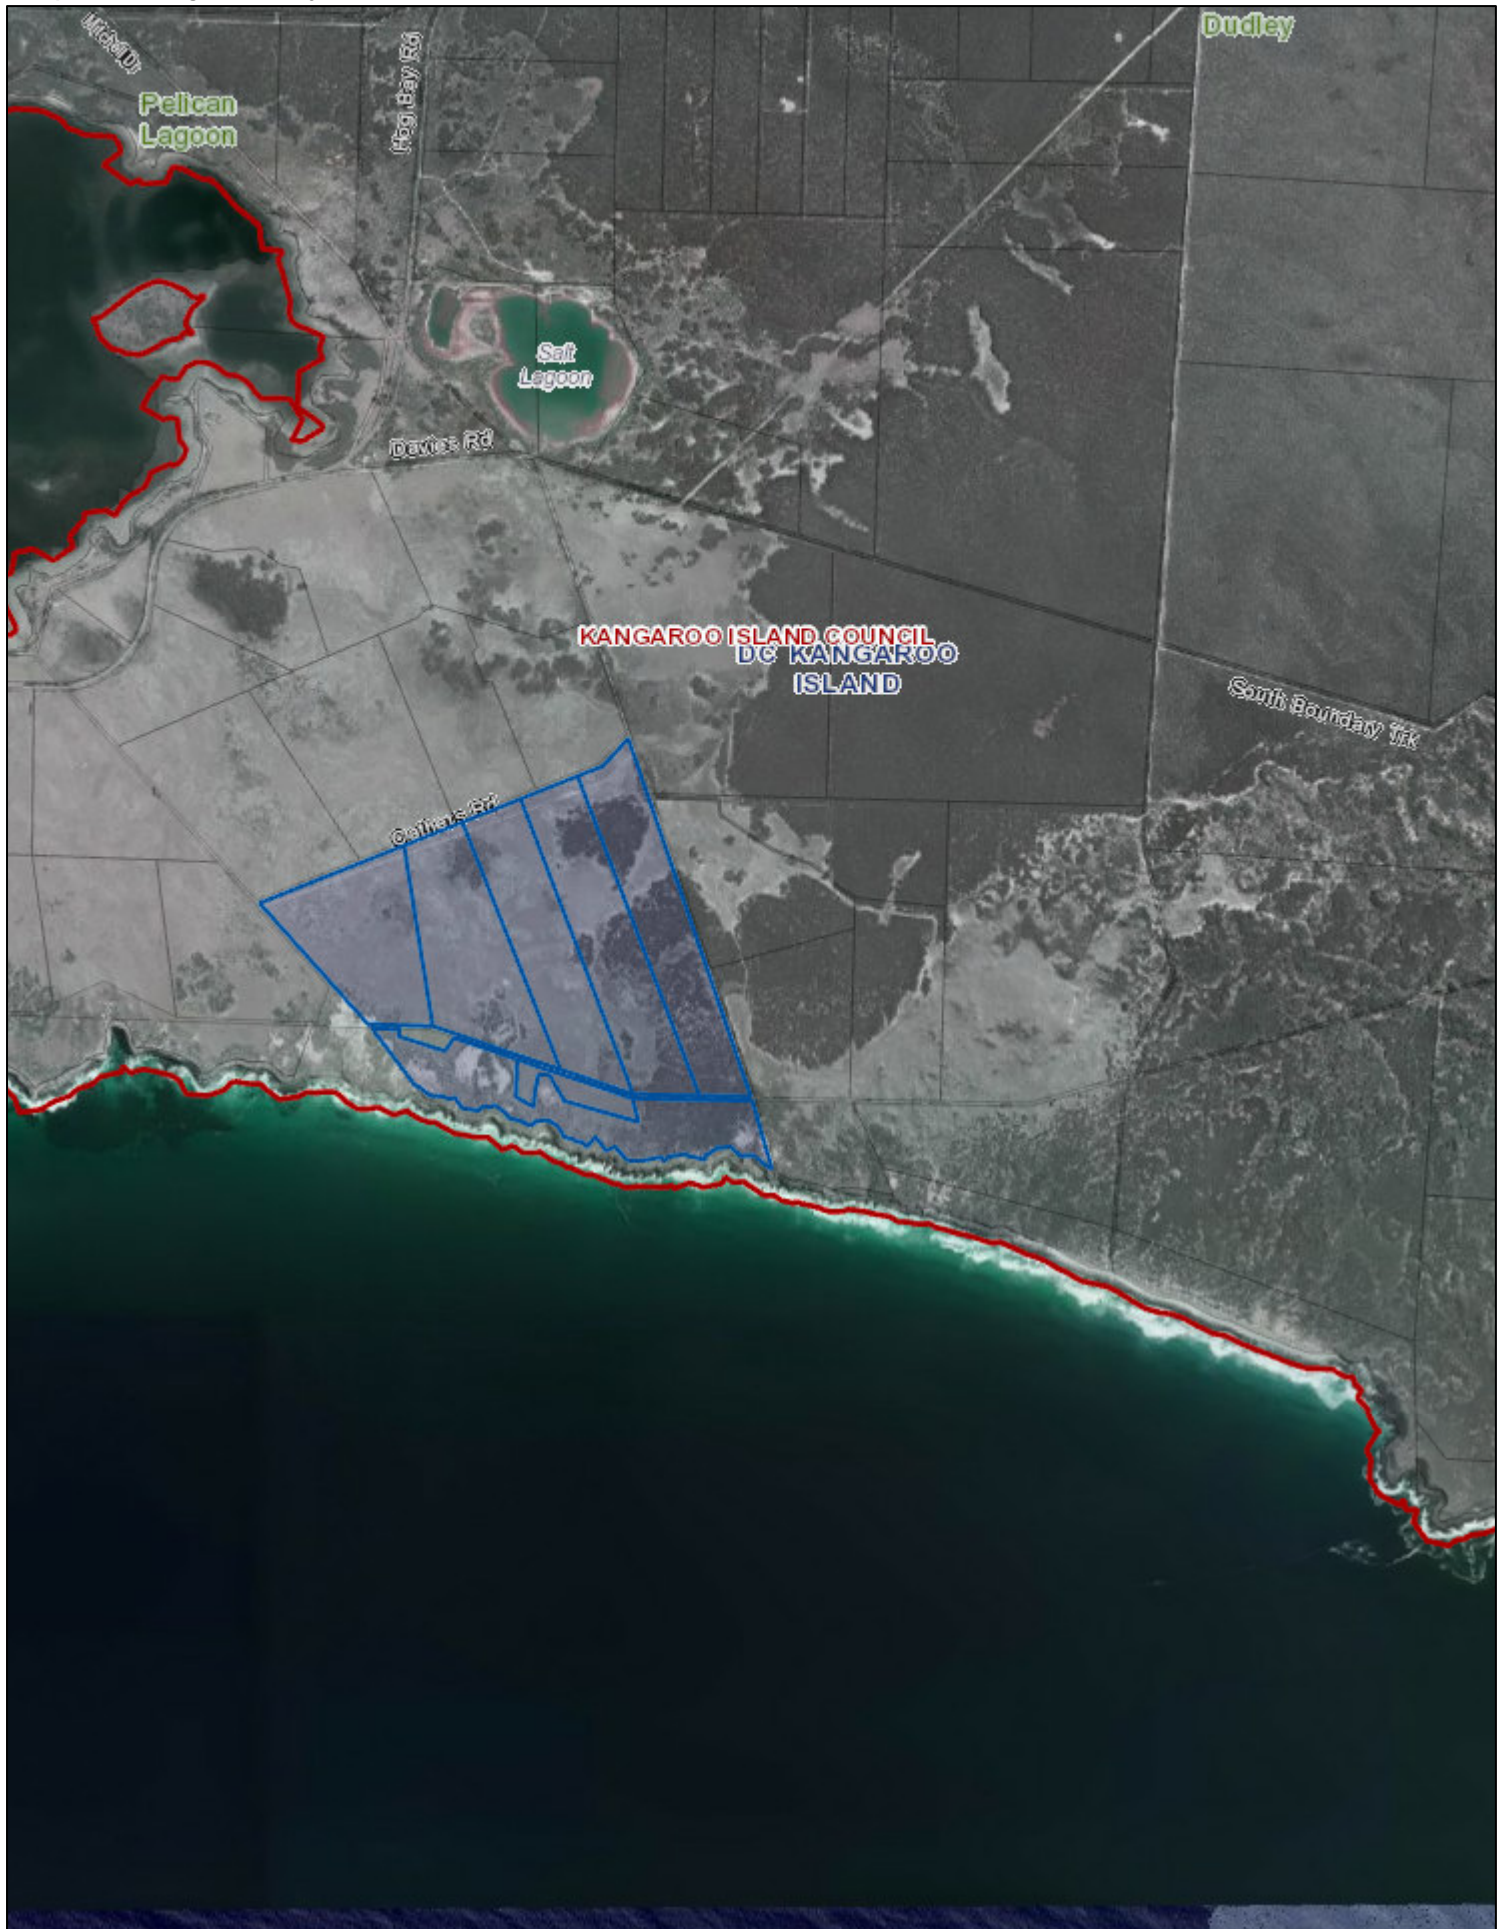 Dudley
Pelican
Lagoon
Hog Bay Rd
Salt
Lagoon
Davies Rd
KANGAROO ISLAND COUNCIL
DC KANGAROO
ISLAND
South Boundary Trk